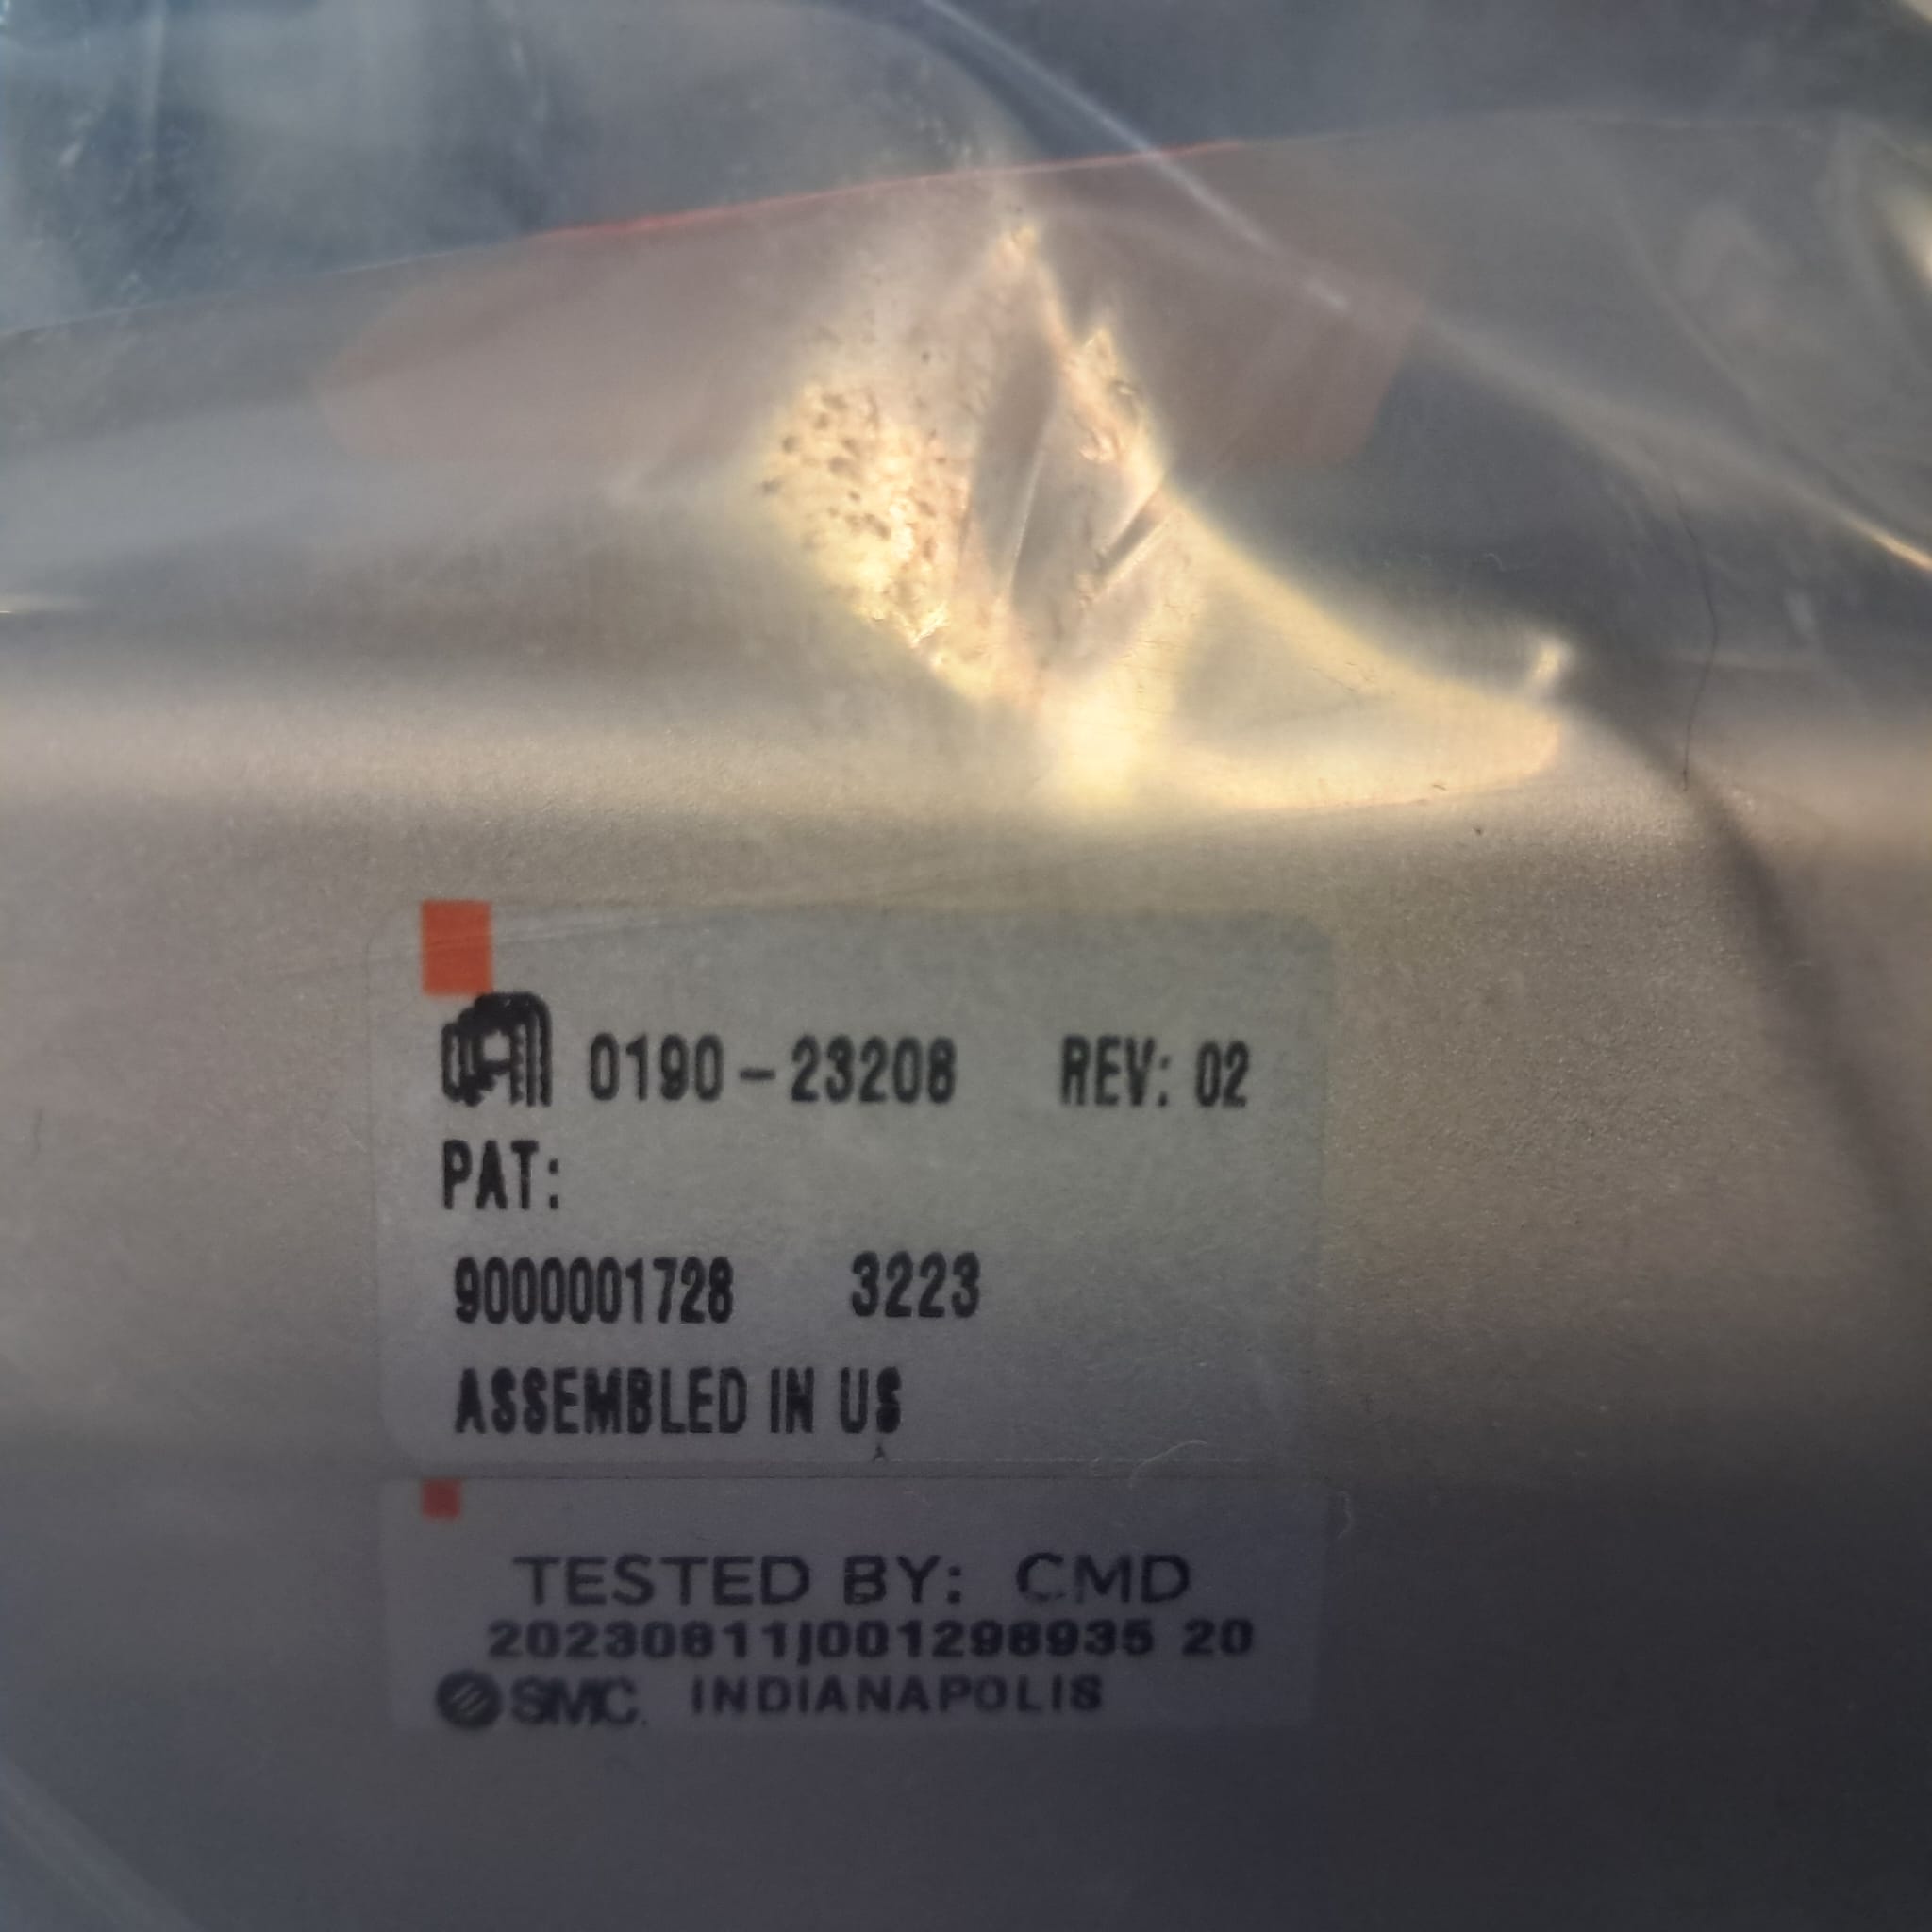 0190-23208 REV: 02
PAT:
9000001728 3223
ASSEMBLED IN US
TESTED BY: CMD
20230811J001298935 20
SMC. INDIANAPOLIS